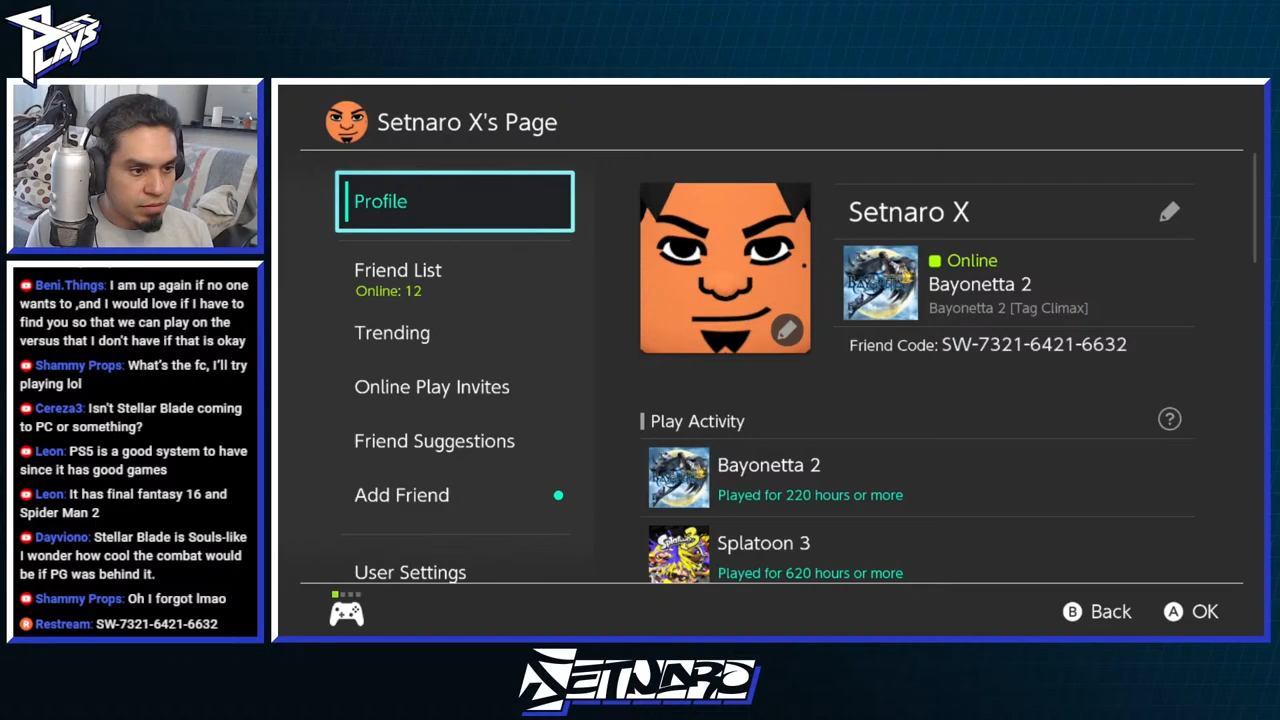 SET
PLAYS
Beni.Things: I am up again if no one
wants to ,and I would love if I have to
find you so that we can play on the
versus that I don't have if that is okay
Shammy Props: What's the fc, I'll try
playing lol
Cereza3: Isn't Stellar Blade coming
to PC or something?
Leon: PS5 is a good system to have
since it has good games
Leon: It has final fantasy 16 and
Spider Man 2
Dayviono: Stellar Blade is Souls-like
I wonder how cool the combat would
be if PG was behind it.
Shammy Props: Oh I forgot lmao
Restream: SW-7321-6421-6632
Setnaro X's Page
Profile
Friend List
Online: 12
Trending
Online Play Invites
Friend Suggestions
Add Friend
User Settings
Setnaro X
Online
Bayonetta 2
Bayonetta 2 [Tag Climax]
Friend Code: SW-7321-6421-6632
Play Activity
?
Bayonetta 2
Played for 220 hours or more
Splatoon 3
Played for 620 hours or more
B Back
A OK
SETNARO